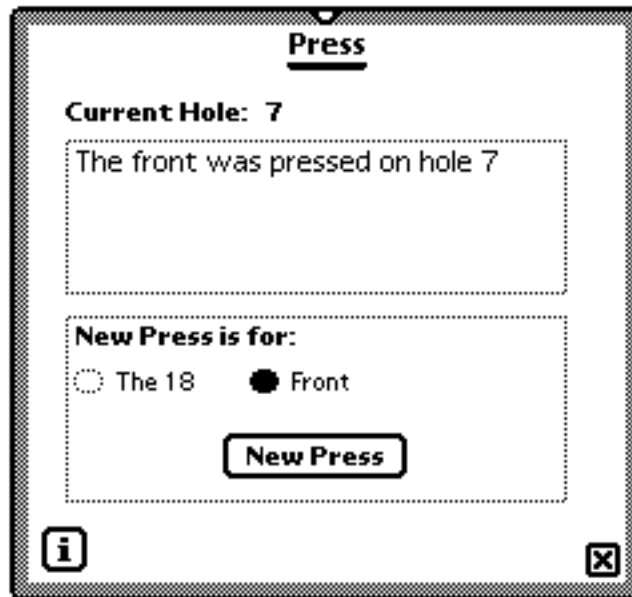 Press
Current Hole: 7
The front was pressed on hole 7
New Press is for:
The 18 Front
New Press
i